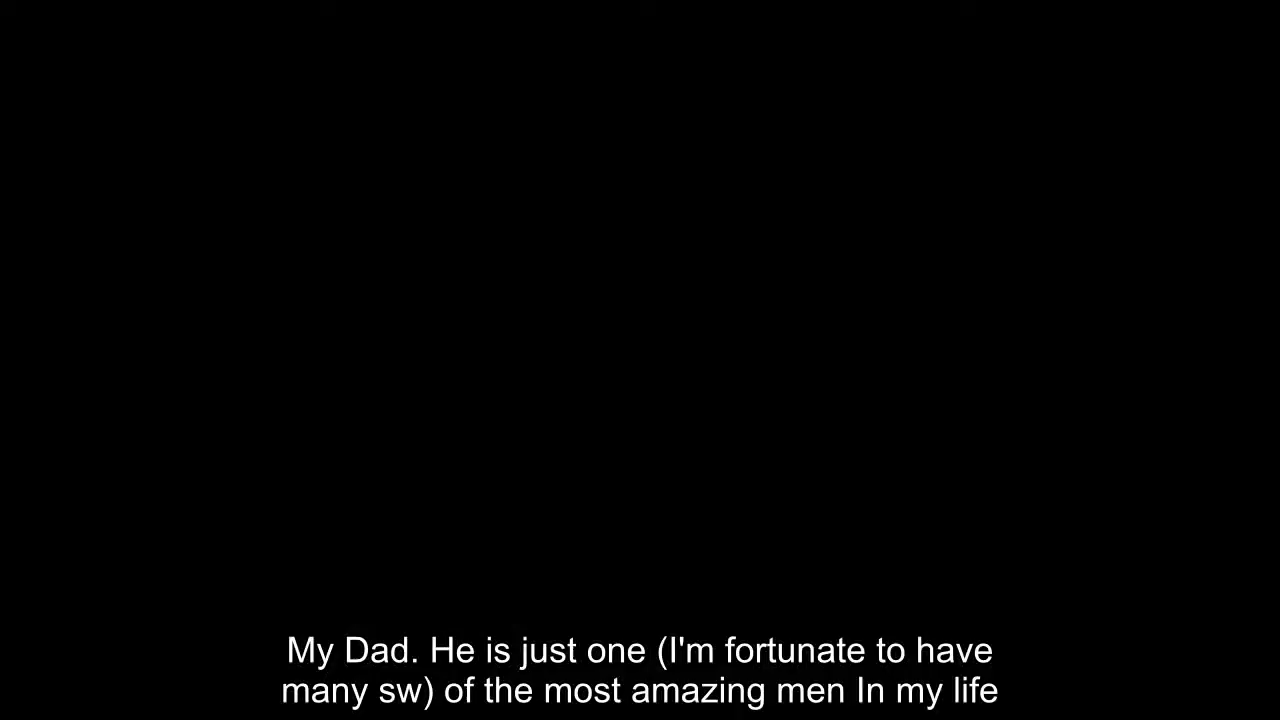 My Dad. He is just one (I'm fortunate to have
many sw) of the most amazing men In my life